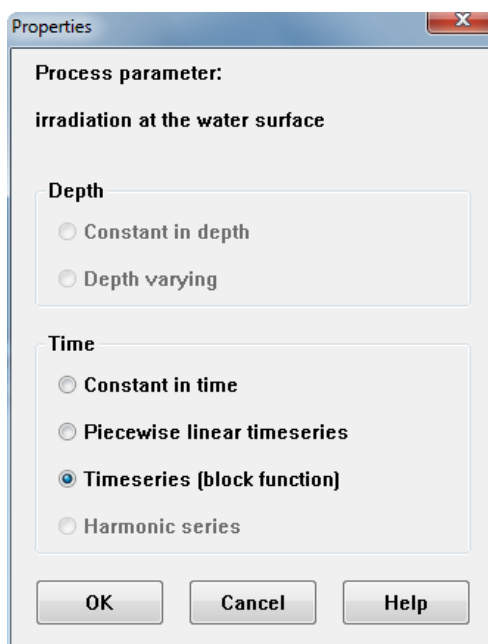 Properties
Process parameter:
irradiation at the water surface
Depth
Constant in depth
Depth varying
Time
Constant in time
Piecewise linear timeseries
Timeseries (block function)
Harmonic series
OK Cancel Help